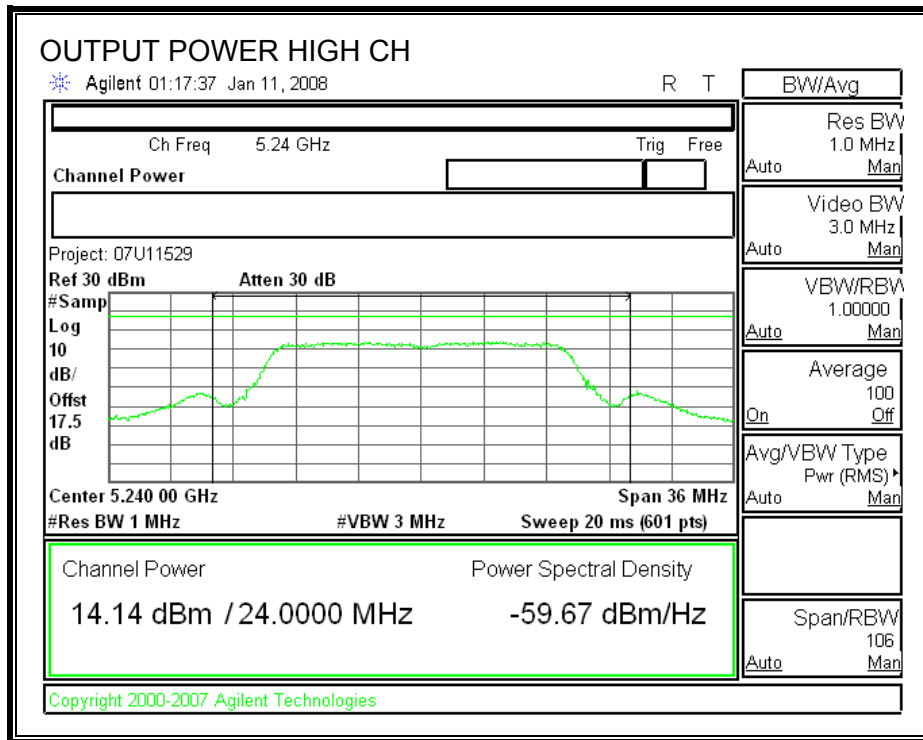 OUTPUT POWER HIGH CH
Agilent 01:17:37 Jan 11, 2008 R T
Ch Freq 5.24 GHz Trig Free
Channel Power
Project: 07U11529
Ref 30 dBm Atten 30 dB
#Samp
Log
10
dB/
Offst
17.5
dB
Center 5.240 00 GHz Span 36 MHz
#Res BW 1 MHz #VBW 3 MHz Sweep 20 ms (601 pts)
Channel Power Power Spectral Density
14.14 dBm / 24.0000 MHz -59.67 dBm/Hz
Copyright 2000-2007 Agilent Technologies
BW/Avg
Res BW
1.0 MHz
Auto Man
Video BW
3.0 MHz
Auto Man
VBW/RBW
1.00000
Auto Man
Average
100
On Off
Avg/VBW Type
Pwr (RMS)
Auto Man
Span/RBW
106
Auto Man